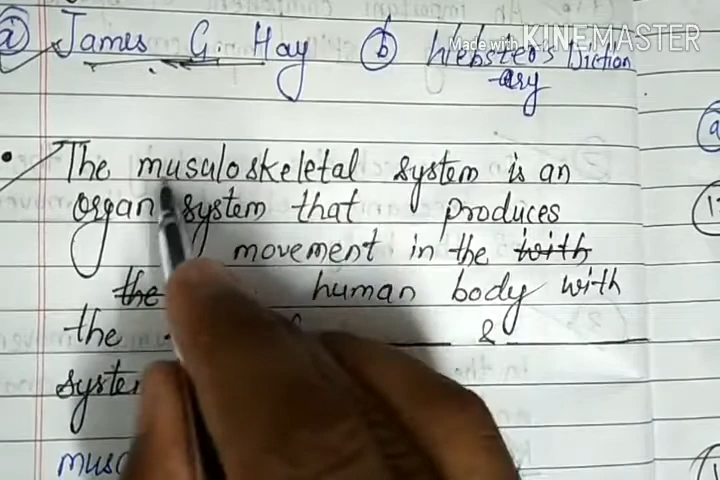 a James G. Hay b Webster's Diction
-ary
Made with KINEMASTER
• The musculoskeletal system is an
organ system that produces
movement in the with
the human body with
the & 
syste
musc